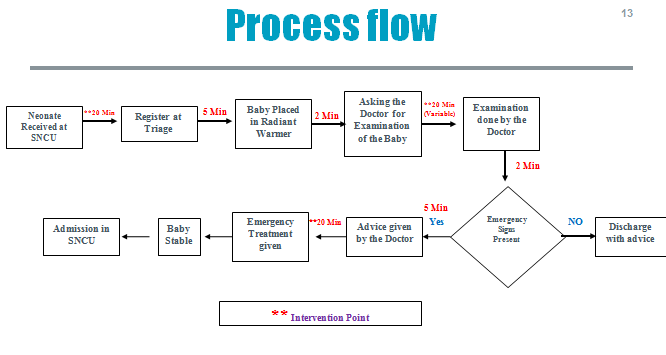 13
Process flow
Neonate
Received at
SNCU
**20 Min
Register at
Triage
5 Min
Baby Placed
in Radiant
Warmer
2 Min
Asking the
Doctor for
Examination
of the Baby
**20 Min
(Variable)
Examination
done by the
Doctor
2 Min
Emergency
Signs
Present
NO
Discharge
with advice
5 Min
Yes
Advice given
by the Doctor
**20 Min
Emergency
Treatment
given
Baby
Stable
Admission in
SNCU
** Intervention Point